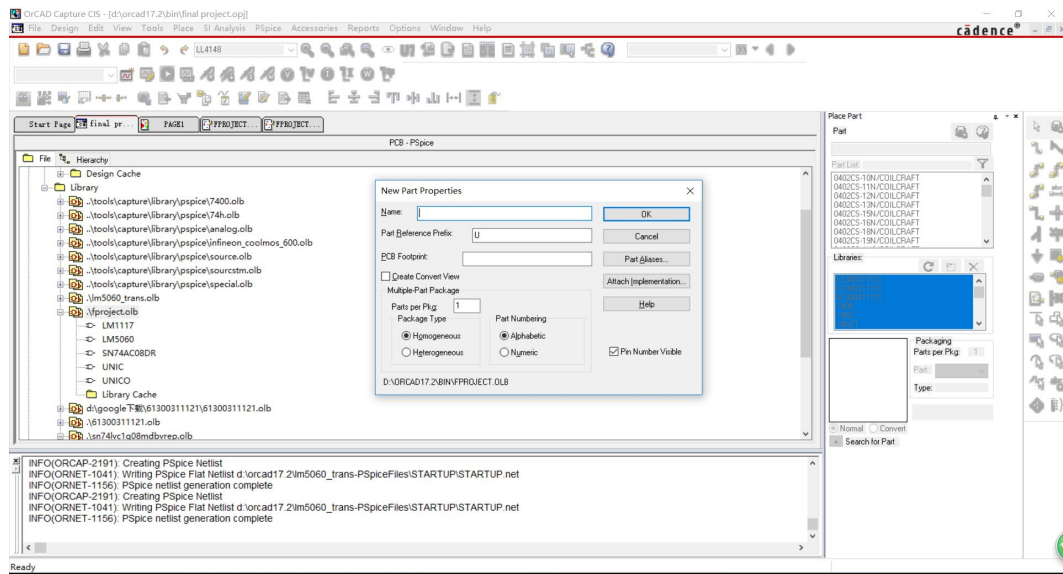 OrCAD Capture CIS - [d:\orcad17.2\bin\final project.opj]
File Design Edit View Tools Place SI Analysis PSpice Accessories Reports Options Window Help
cādence®
LL4148
Start Page
final pr...
PAGE1
FPROJECT...
FPROJECT...
PCB - PSpice
File
Hierarchy
Design Cache
Library
..\tools\capture\library\pspice\7400.olb
..\tools\capture\library\pspice\74h.olb
..\tools\capture\library\pspice\analog.olb
..\tools\capture\library\pspice\infineon_coolmos_600.olb
..\tools\capture\library\pspice\source.olb
..\tools\capture\library\pspice\sourcstm.olb
..\tools\capture\library\pspice\special.olb
.\lm5060_trans.olb
.\fproject.olb
LM1117
LM5060
SN74AC08DR
UNIC
UNICO
Library Cache
d:\google下载\61300311121\61300311121.olb
.\61300311121.olb
.\sn74lvc1g08mdbvrep.olb
New Part Properties
Name:
OK
Part Reference Prefix: U
Cancel
PCB Footprint:
Part Aliases...
Create Convert View
Attach Implementation...
Multiple-Part Package
Parts per Pkg: 1
Help
Package Type
Part Numbering
Homogeneous
Alphabetic
Heterogeneous
Numeric
Pin Number Visible
D:\ORCAD17.2\BIN\FPROJECT.OLB
Place Part
Part
Part List:
0402CS-10N/COILCRAFT
0402CS-11N/COILCRAFT
0402CS-12N/COILCRAFT
0402CS-13N/COILCRAFT
0402CS-15N/COILCRAFT
0402CS-16N/COILCRAFT
0402CS-18N/COILCRAFT
0402CS-19N/COILCRAFT
Libraries:
Packaging
Parts per Pkg: 1
Part:
Type:
Normal Convert
Search for Part
INFO(ORCAP-2191): Creating PSpice Netlist
INFO(ORNET-1041): Writing PSpice Flat Netlist d:\orcad17.2\lm5060_trans-PSpiceFiles\STARTUP\STARTUP.net
INFO(ORNET-1156): PSpice netlist generation complete
INFO(ORCAP-2191): Creating PSpice Netlist
INFO(ORNET-1041): Writing PSpice Flat Netlist d:\orcad17.2\lm5060_trans-PSpiceFiles\STARTUP\STARTUP.net
INFO(ORNET-1156): PSpice netlist generation complete
Ready